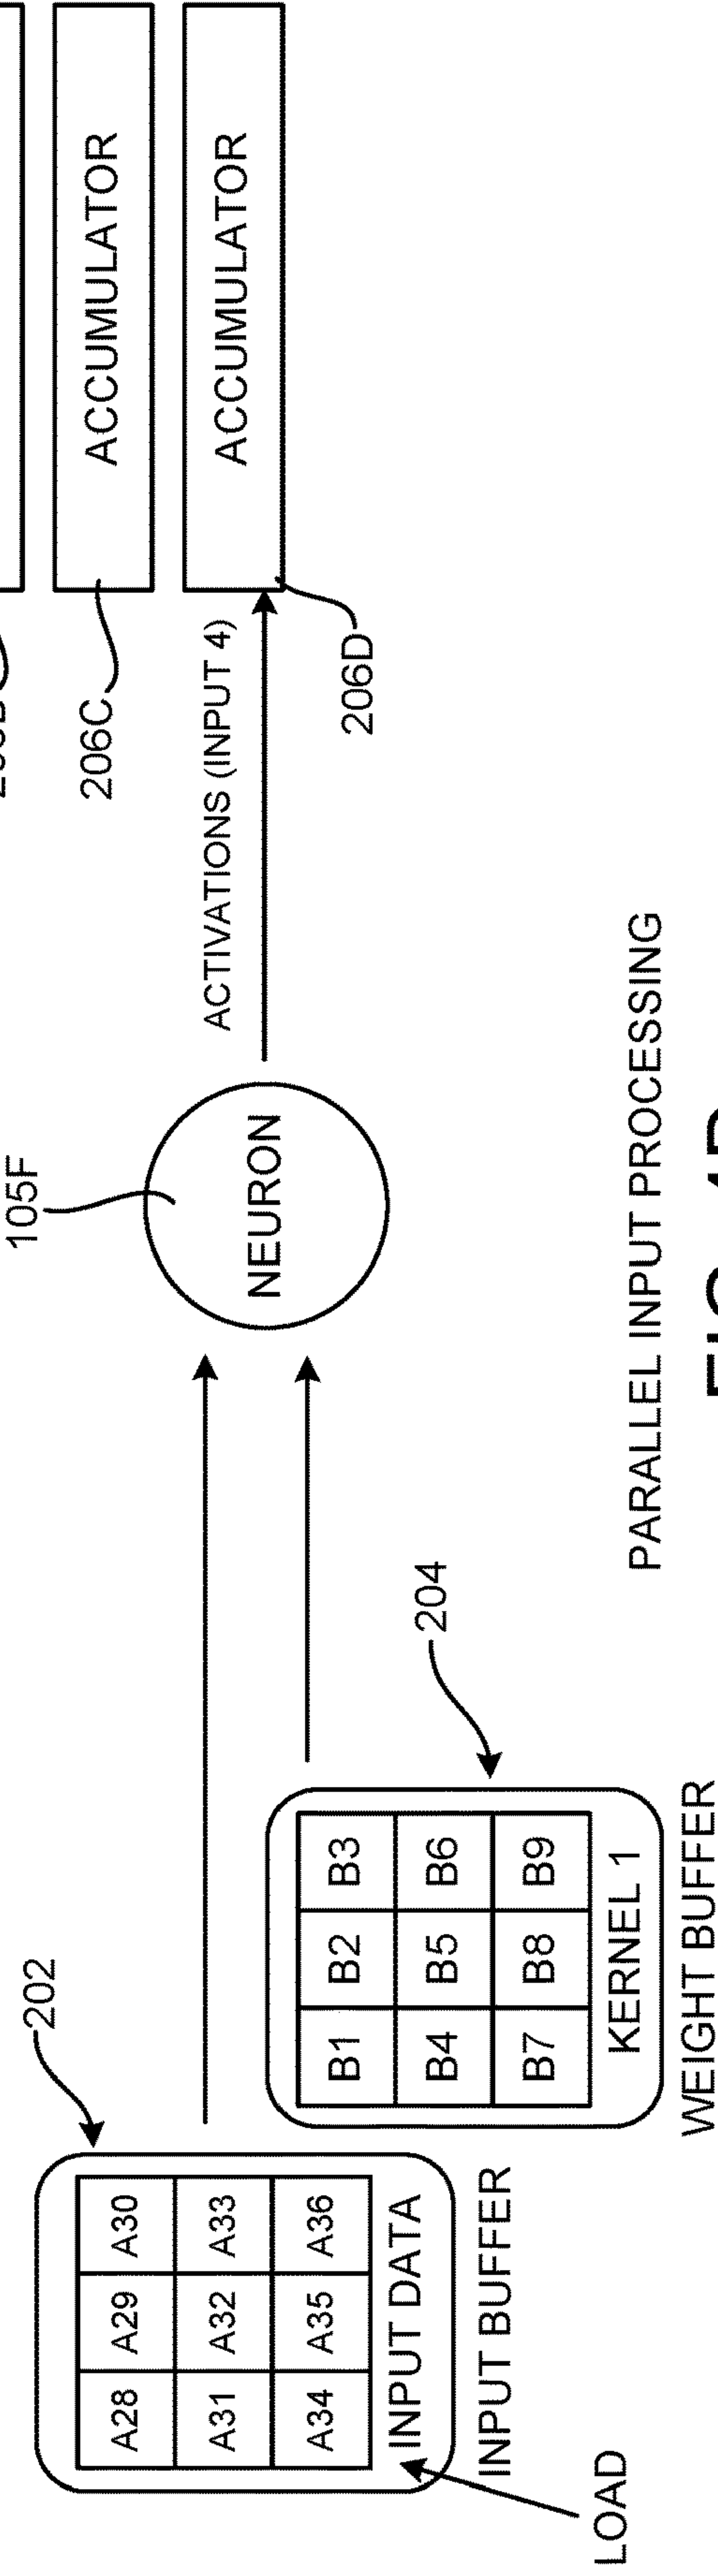 202
A28 A29 A30
A31 A32 A33
A34 A35 A36
INPUT DATA
INPUT BUFFER
LOAD
204
B1 B2 B3
B4 B5 B6
B7 B8 B9
KERNEL 1
WEIGHT BUFFER
105F
NEURON
ACTIVATIONS (INPUT 4)
206C
ACCUMULATOR
206D
ACCUMULATOR
PARALLEL INPUT PROCESSING